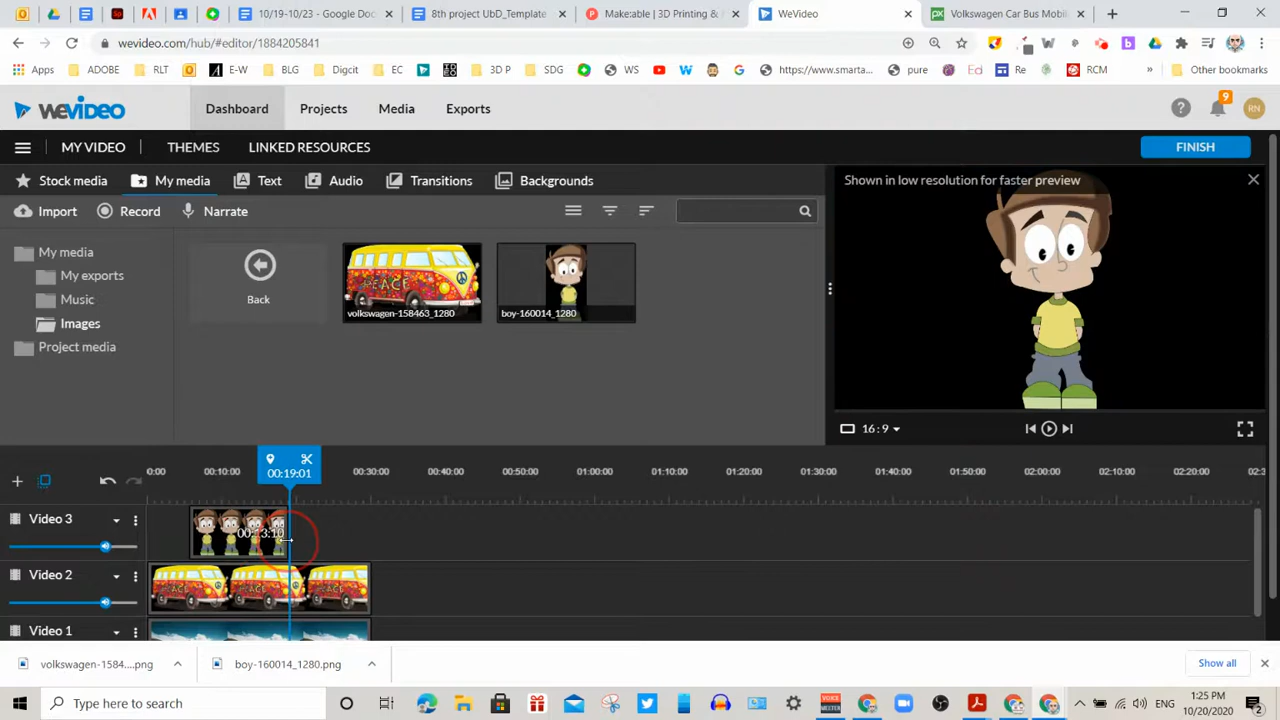 10/19-10/23 - Google Doc
8th project UbD_Template
Make:able | 3D Printing &
WeVideo
Volkswagen Car Bus Mobil
wevideo.com/hub/#editor/1884205841
Apps
ADOBE
RLT
E-W
BLG
Digcit
EC
3D P
SDG
WS
https://www.smarta...
pure
Re
RCM
Other bookmarks
wevideo
Dashboard
Projects
Media
Exports
9
RN
MY VIDEO
THEMES
LINKED RESOURCES
FINISH
Stock media
My media
Text
Audio
Transitions
Backgrounds
Shown in low resolution for faster preview
Import
Record
Narrate
My media
My exports
Music
Images
Project media
Back
PEACE
volkswagen-158463_1280
boy-160014_1280
16:9
0:00
00:10:00
00:19:01
00:30:00
00:40:00
00:50:00
01:00:00
01:10:00
01:20:00
01:30:00
01:40:00
01:50:00
02:00:00
02:10:00
02:20:00
02:3
Video 3
Video 2
Video 1
volkswagen-1584....png
boy-160014_1280.png
Show all
Type here to search
ENG
1:25 PM
10/20/2020
2